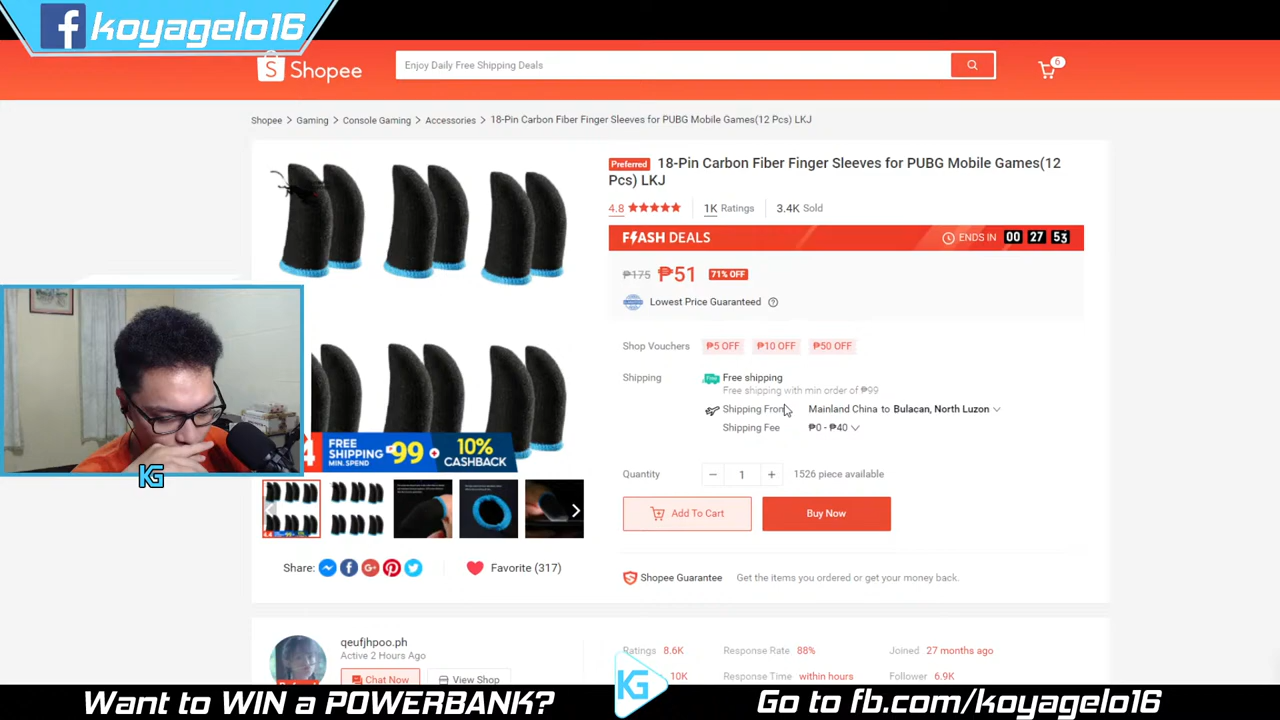 koyagelo16
Shopee
Enjoy Daily Free Shipping Deals
6
Shopee > Gaming > Console Gaming > Accessories > 18-Pin Carbon Fiber Finger Sleeves for PUBG Mobile Games(12 Pcs) LKJ
Preferred 18-Pin Carbon Fiber Finger Sleeves for PUBG Mobile Games(12
Pcs) LKJ
4.8 1K Ratings 3.4K Sold
FLASH DEALS ENDS IN 00 27 53
₱175 ₱51 71% OFF
Lowest Price Guaranteed
Shop Vouchers ₱5 OFF ₱10 OFF ₱50 OFF
Shipping Free shipping
Free shipping with min order of ₱99
Shipping From Mainland China to Bulacan, North Luzon
Shipping Fee ₱0 - ₱40
FREE SHIPPING MIN. SPEND ₱99 + 10% CASHBACK
Quantity - 1 + 1526 piece available
Add To Cart Buy Now
Share: Favorite (317)
Shopee Guarantee Get the items you ordered or get your money back.
KG
qeufjhpoo.ph
Active 2 Hours Ago
Chat Now View Shop
Ratings 8.6K Response Rate 88% Joined 27 months ago
10K Response Time within hours Follower 6.9K
KG
Want to WIN a POWERBANK? Go to fb.com/koyagelo16